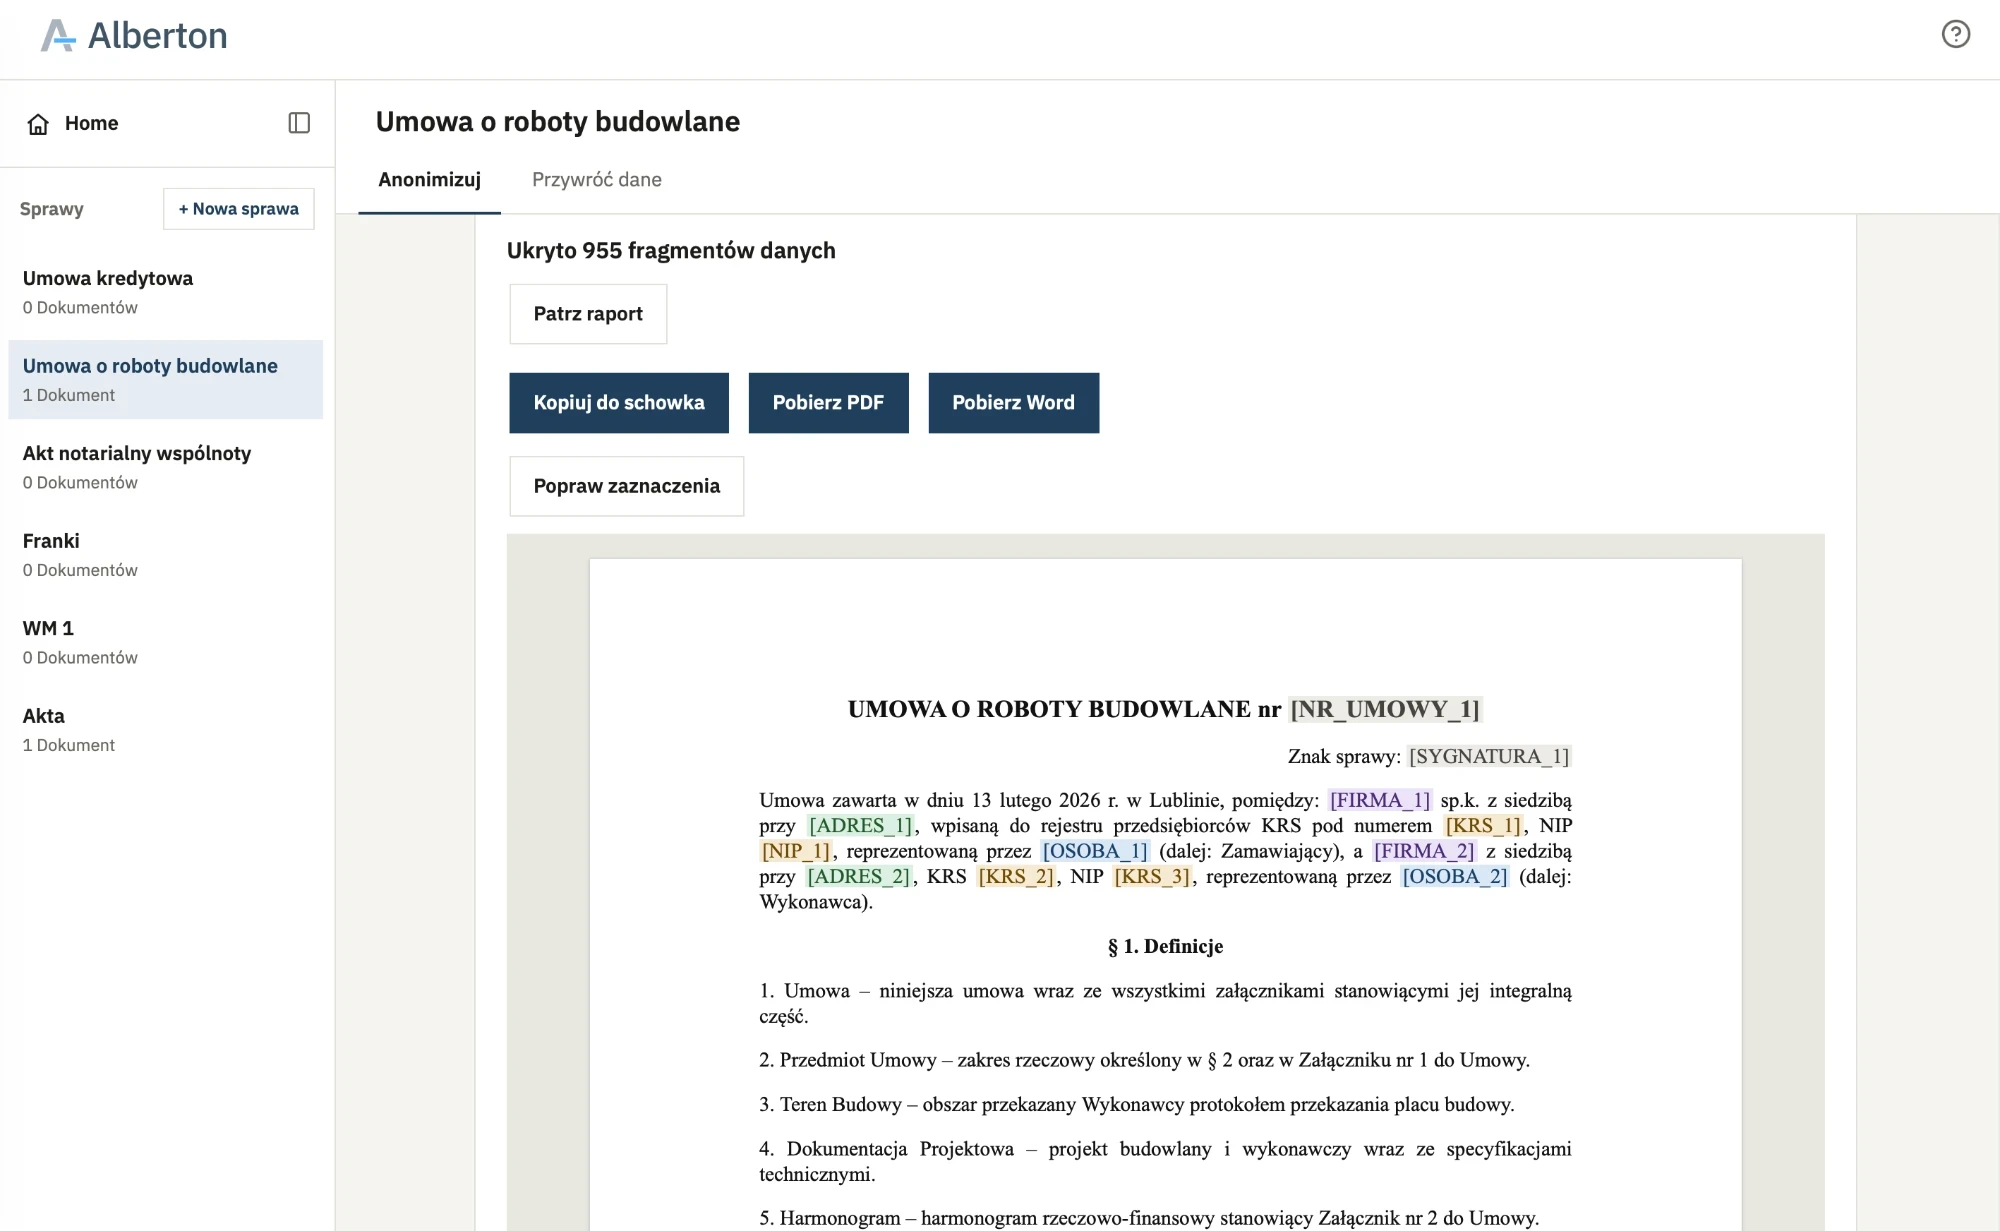 Alberton
Home
Sprawy
+ Nowa sprawa
Umowa kredytowa
0 Dokumentów
Umowa o roboty budowlane
1 Dokument
Akt notarialny wspólnoty
0 Dokumentów
Franki
0 Dokumentów
WM 1
0 Dokumentów
Akta
1 Dokument
Umowa o roboty budowlane
Anonimizuj
Przywróć dane
Ukryto 955 fragmentów danych
Patrz raport
Kopiuj do schowka
Pobierz PDF
Pobierz Word
Popraw zaznaczenia
UMOWA O ROBOTY BUDOWLANE nr [NR_UMOWY_1]
Znak sprawy: [SYGNATURA_1]
Umowa zawarta w dniu 13 lutego 2026 r. w Lublinie, pomiędzy: [FIRMA_1] sp.k. z siedzibą
przy [ADRES_1], wpisaną do rejestru przedsiębiorców KRS pod numerem [KRS_1], NIP
[NIP_1], reprezentowaną przez [OSOBA_1] (dalej: Zamawiający), a [FIRMA_2] z siedzibą
przy [ADRES_2], KRS [KRS_2], NIP [KRS_3], reprezentowaną przez [OSOBA_2] (dalej:
Wykonawca).
§ 1. Definicje
1. Umowa – niniejsza umowa wraz ze wszystkimi załącznikami stanowiącymi jej integralną
część.
2. Przedmiot Umowy – zakres rzeczowy określony w § 2 oraz w Załączniku nr 1 do Umowy.
3. Teren Budowy – obszar przekazany Wykonawcy protokołem przekazania placu budowy.
4. Dokumentacja Projektowa – projekt budowlany i wykonawczy wraz ze specyfikacjami
technicznymi.
5. Harmonogram – harmonogram rzeczowo-finansowy stanowiący Załącznik nr 2 do Umowy.